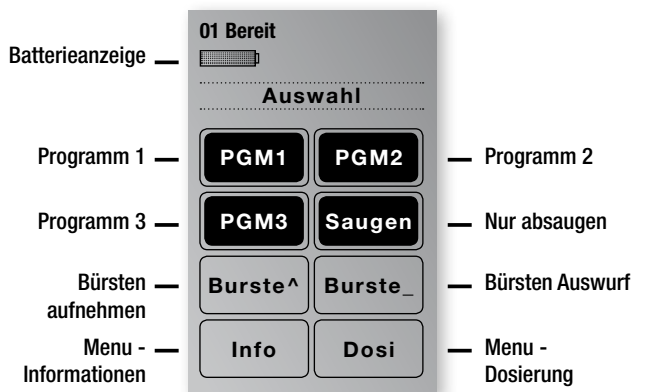 01 Bereit
Batterieanzeige
Auswahl
Programm 1
PGM1
PGM2
Programm 2
Programm 3
PGM3
Saugen
Nur absaugen
Bürsten
aufnehmen
Burste^
Burste_
Bürsten Auswurf
Menu -
Informationen
Info
Dosi
Menu -
Dosierung